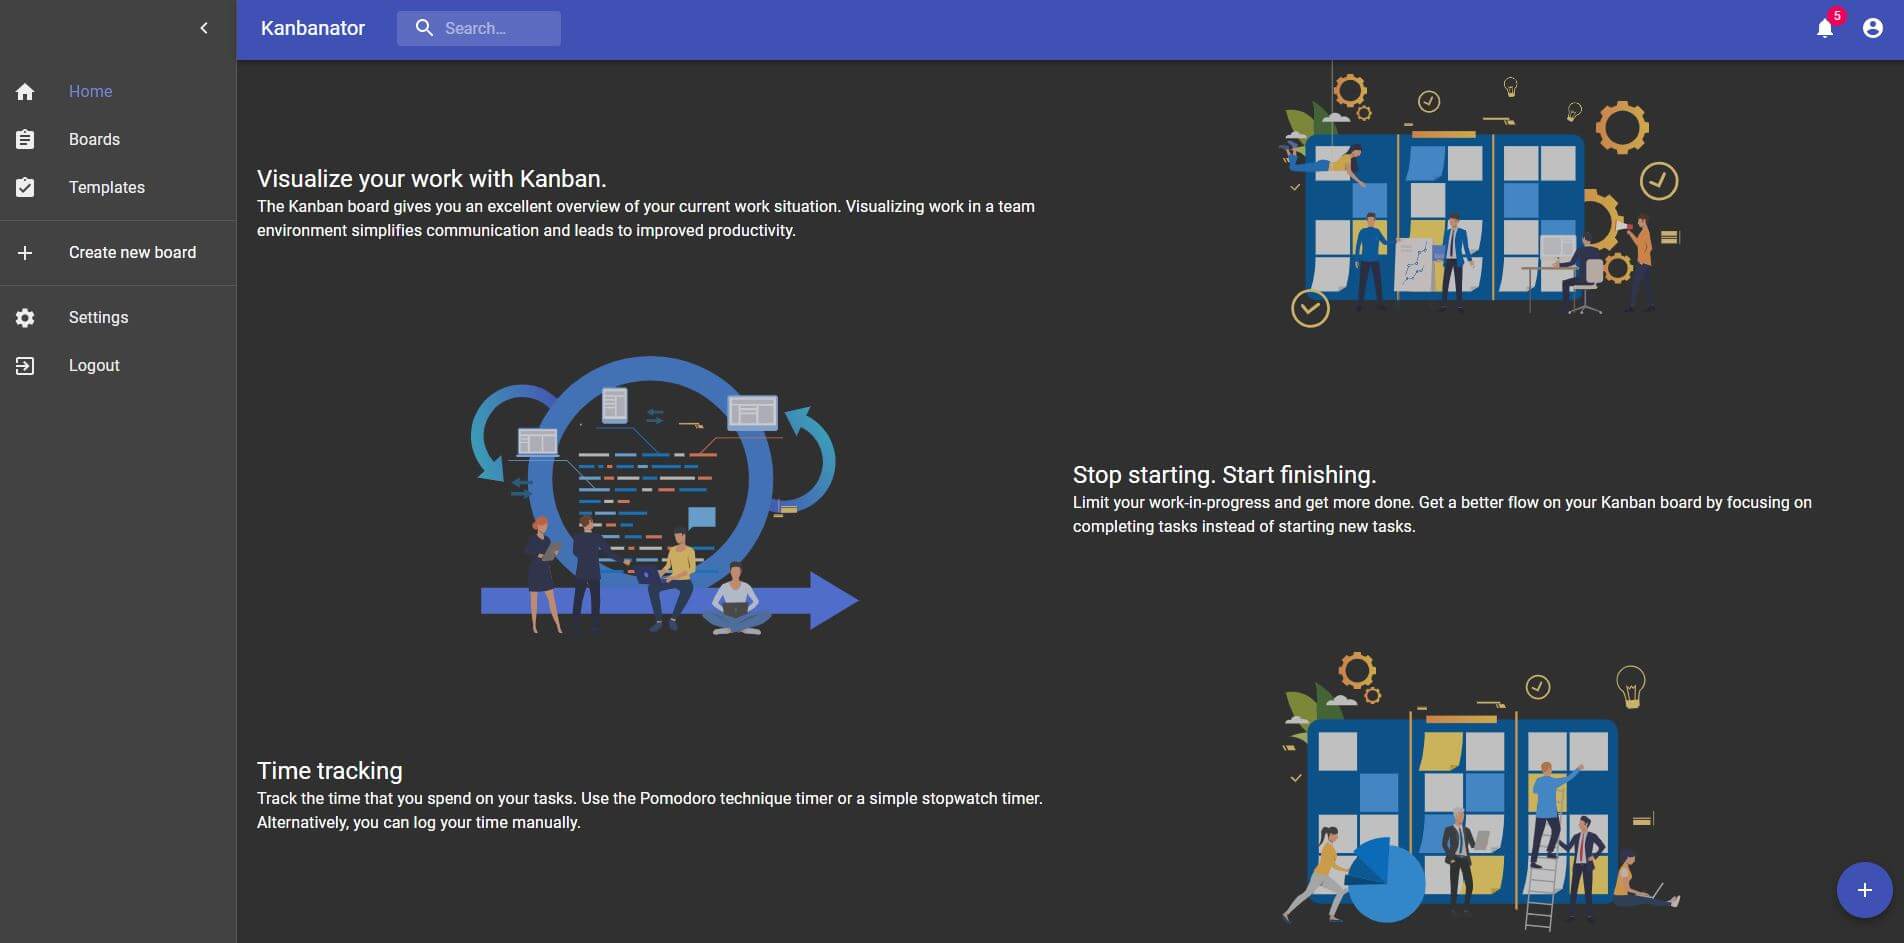 Kanbanator
Search...
5
Home
Boards
Templates
Create new board
Settings
Logout
Visualize your work with Kanban.
The Kanban board gives you an excellent overview of your current work situation. Visualizing work in a team
environment simplifies communication and leads to improved productivity.
Stop starting. Start finishing.
Limit your work-in-progress and get more done. Get a better flow on your Kanban board by focusing on
completing tasks instead of starting new tasks.
Time tracking
Track the time that you spend on your tasks. Use the Pomodoro technique timer or a simple stopwatch timer.
Alternatively, you can log your time manually.